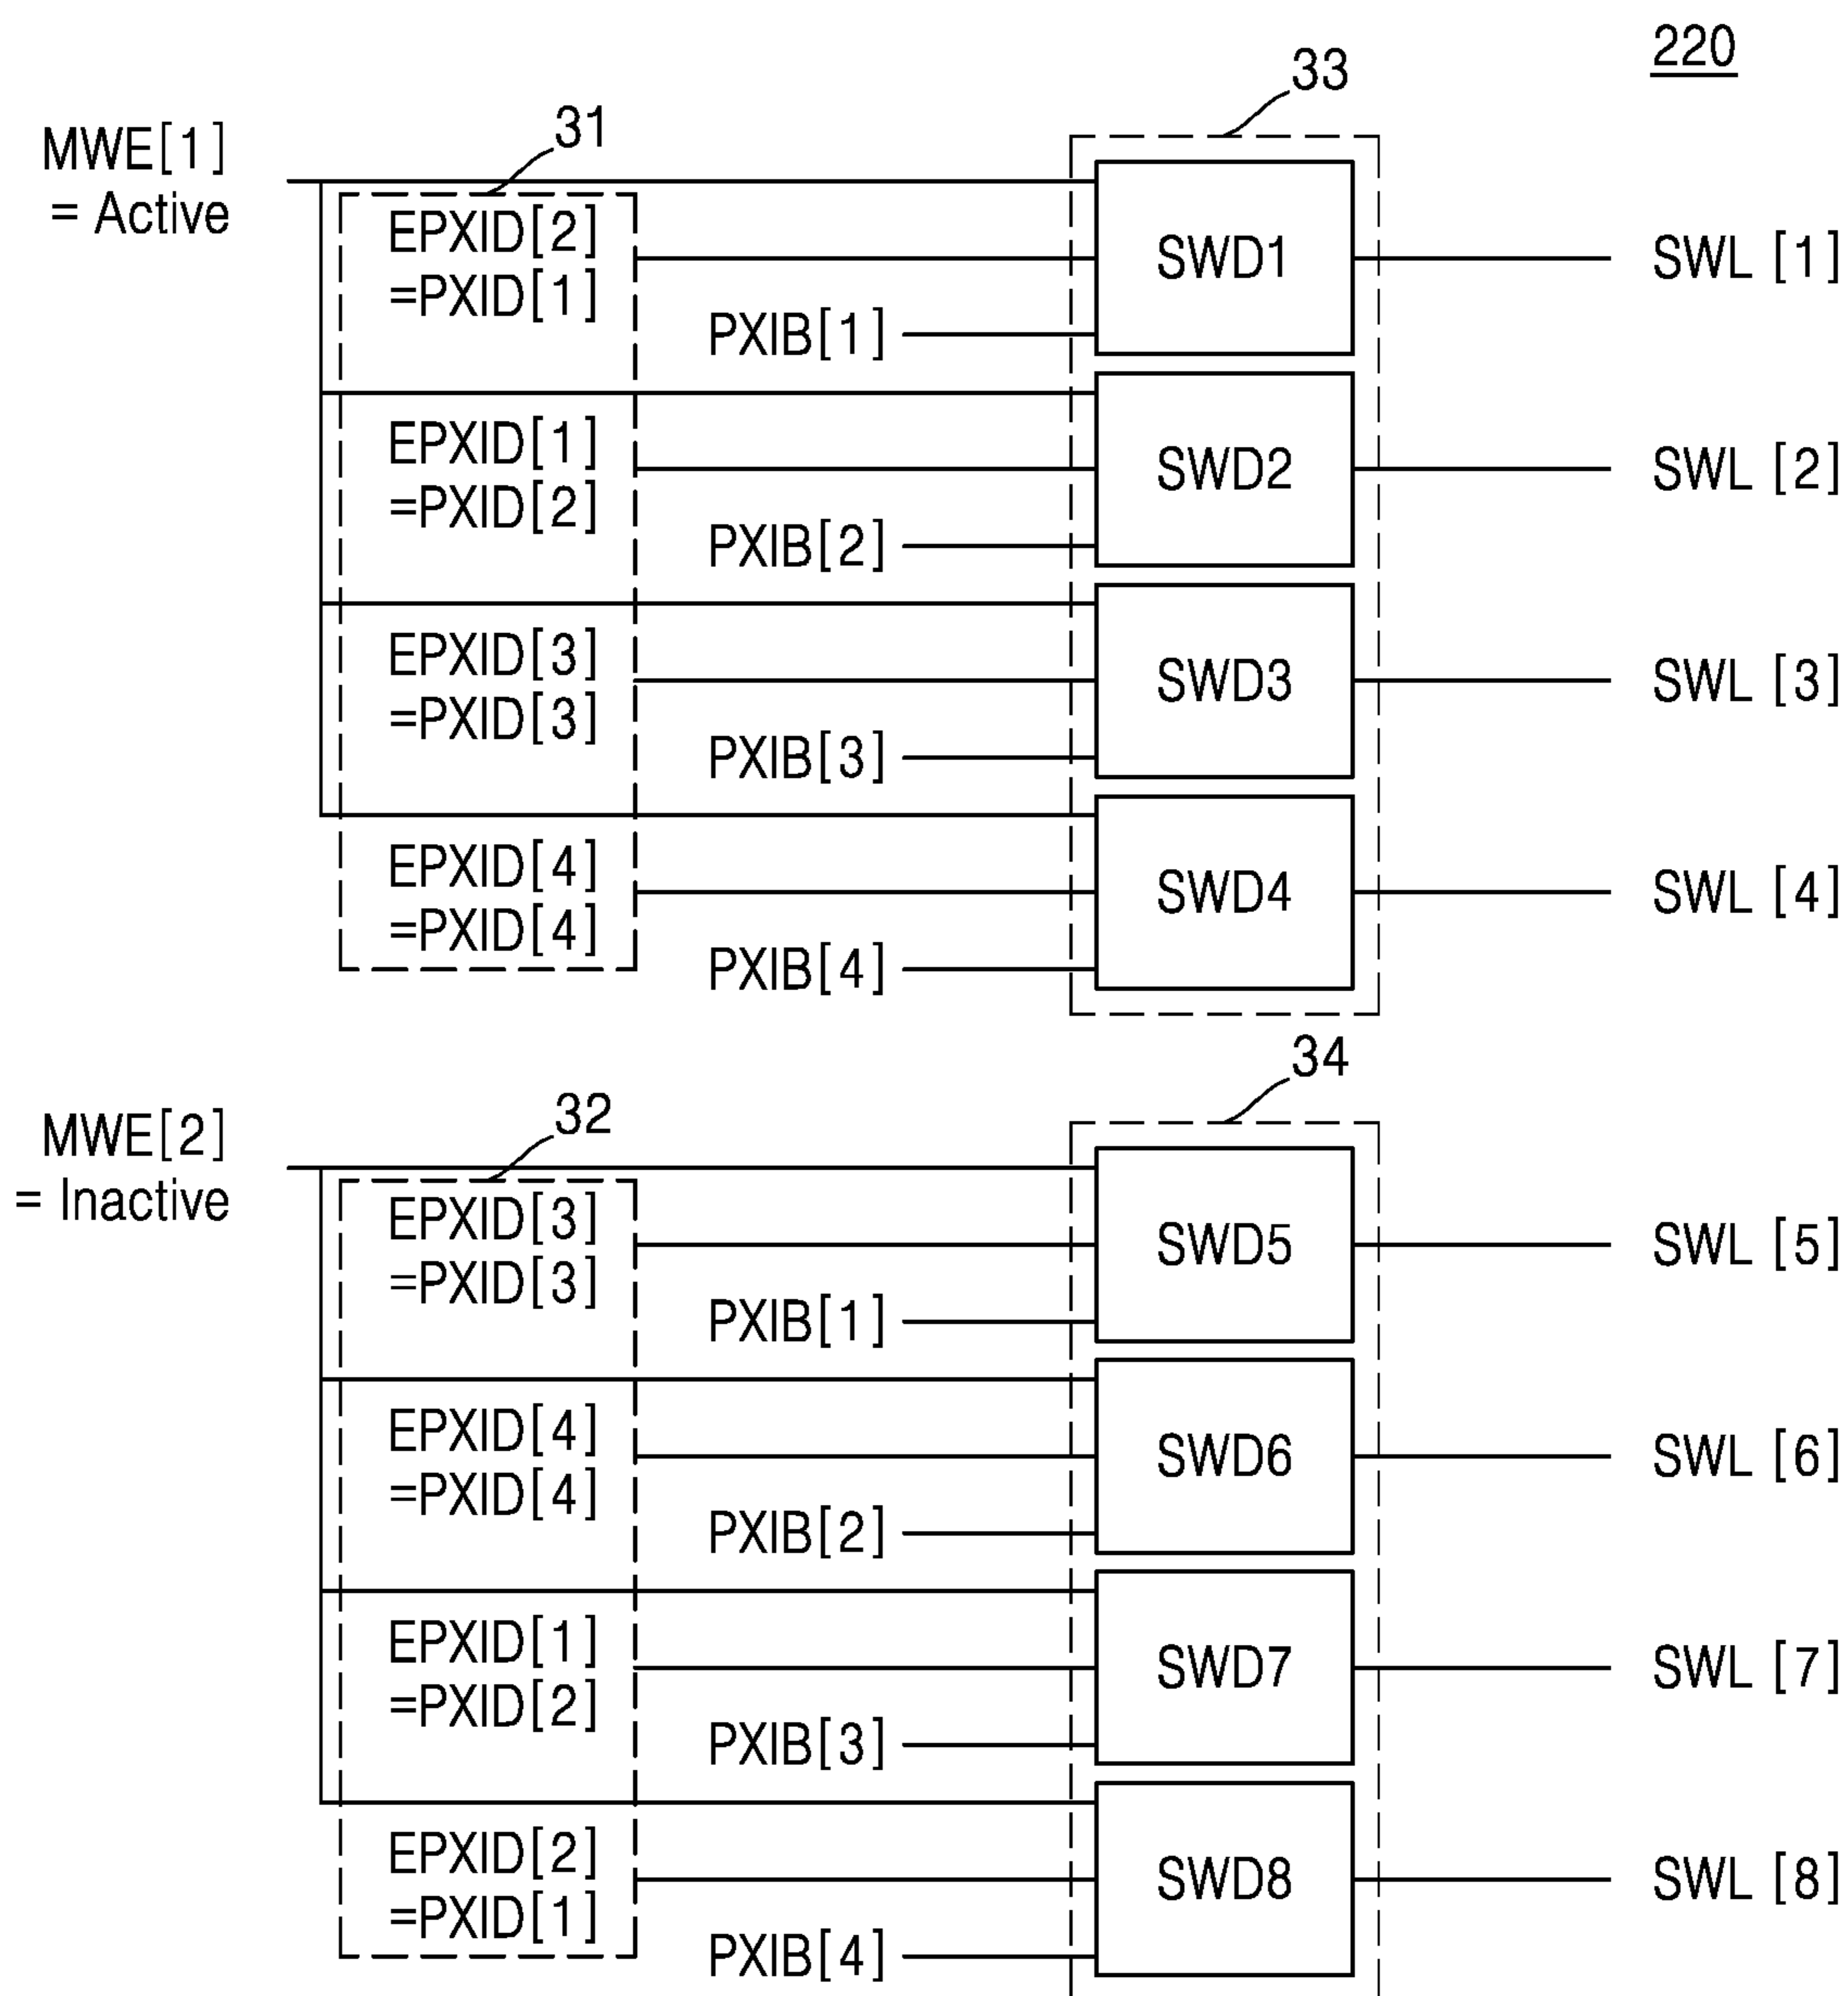 220
33
31
MWE[1]
= Active
EPXID[2]
=PXID[1]
SWD1
SWL [1]
PXIB[1]
EPXID[1]
=PXID[2]
SWD2
SWL [2]
PXIB[2]
EPXID[3]
=PXID[3]
SWD3
SWL [3]
PXIB[3]
EPXID[4]
=PXID[4]
SWD4
SWL [4]
PXIB[4]
34
32
MWE[2]
= Inactive
EPXID[3]
=PXID[3]
SWD5
SWL [5]
PXIB[1]
EPXID[4]
=PXID[4]
SWD6
SWL [6]
PXIB[2]
EPXID[1]
=PXID[2]
SWD7
SWL [7]
PXIB[3]
EPXID[2]
=PXID[1]
SWD8
SWL [8]
PXIB[4]